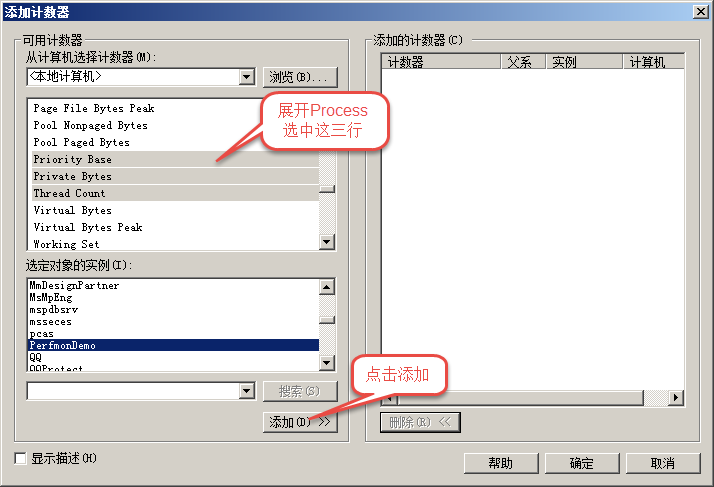 添加计数器
可用计数器
从计算机选择计数器(M):
<本地计算机>
浏览(B)...
Page File Bytes Peak
Pool Nonpaged Bytes
Pool Paged Bytes
Priority Base
Private Bytes
Thread Count
Virtual Bytes
Virtual Bytes Peak
Working Set
展开Process
选中这三行
选定对象的实例(I):
MmDesignPartner
MsMpEng
mspdbsrv
msseces
pcas
PerfmonDemo
QQ
QQProtect
搜索(S)
点击添加
添加(D) >>
显示描述(H)
添加的计数器(C)
计数器 父系 实例 计算机
删除(R) <<
帮助
确定
取消